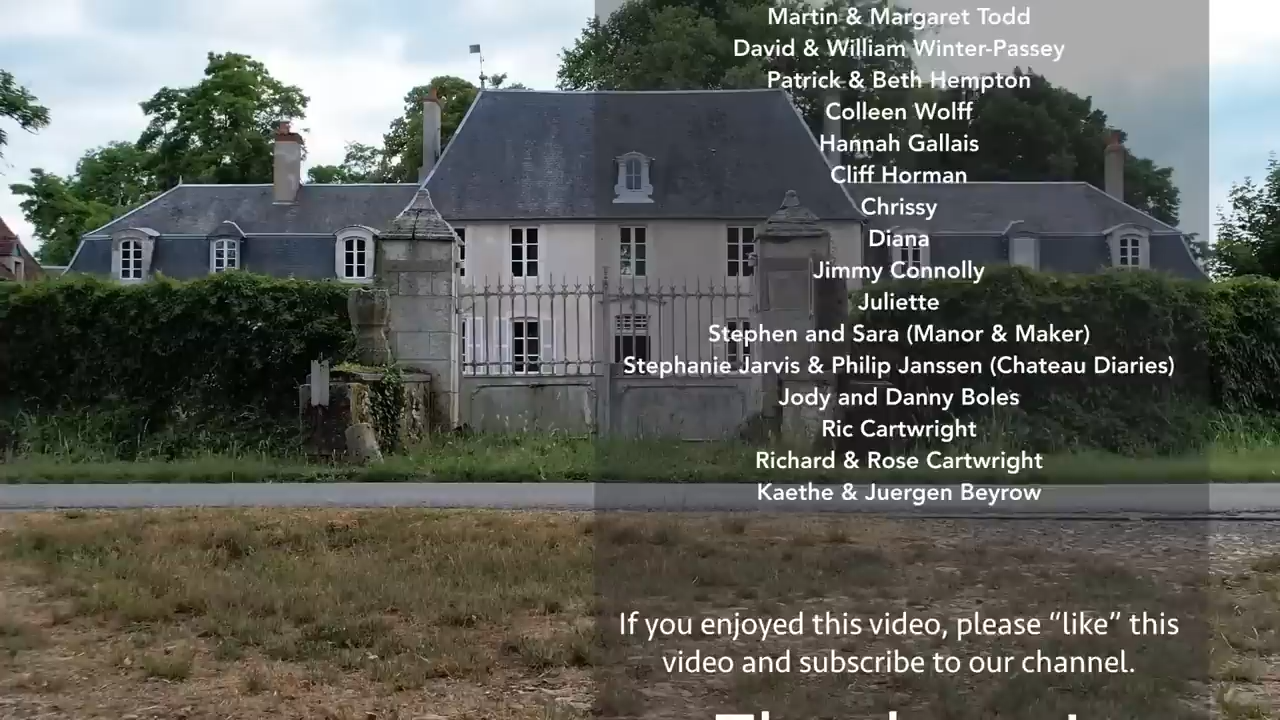 Martin & Margaret Todd
David & William Winter-Passey
Patrick & Beth Hempton
Colleen Wolff
Hannah Gallais
Cliff Horman
Chrissy
Diana
Jimmy Connolly
Juliette
Stephen and Sara (Manor & Maker)
Stephanie Jarvis & Philip Janssen (Chateau Diaries)
Jody and Danny Boles
Ric Cartwright
Richard & Rose Cartwright
Kaethe & Juergen Beyrow
If you enjoyed this video, please “like” this
video and subscribe to our channel.